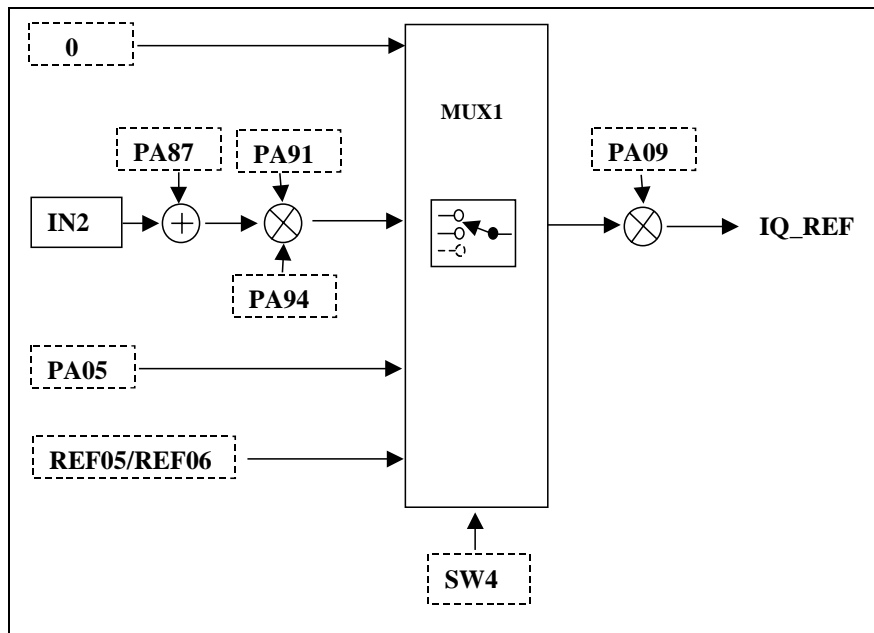 0
MUX1
PA87
PA91
PA09
IN2
IQ_REF
PA94
PA05
REF05/REF06
SW4